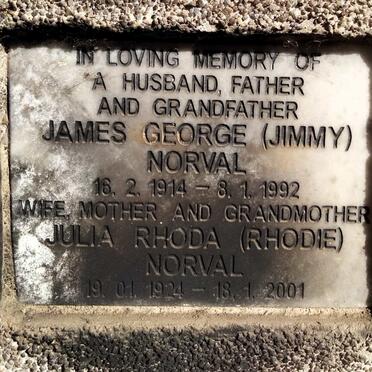 IN LOVING MEMORY OF
A HUSBAND, FATHER
AND GRANDFATHER
JAMES GEORGE (JIMMY)
NORVAL
16. 2. 1914 – 8. 1. 1992
WIFE, MOTHER, AND GRANDMOTHER
JULIA RHODA (RHODIE)
NORVAL
19. 01. 1924 – 18. 1. 2001